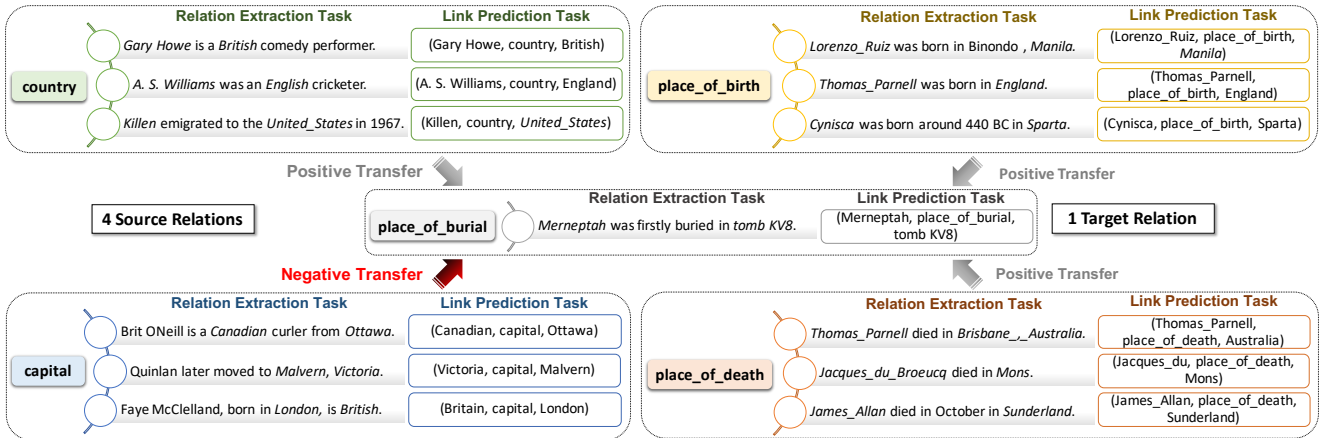 Relation Extraction Task
Link Prediction Task
Gary Howe is a British comedy performer.
(Gary Howe, country, British)
country
A. S. Williams was an English cricketer.
(A. S. Williams, country, England)
Killen emigrated to the United_States in 1967.
(Killen, country, United_States)
Relation Extraction Task
Link Prediction Task
Lorenzo_Ruiz was born in Binondo , Manila.
(Lorenzo_Ruiz, place_of_birth,
Manila)
place_of_birth
Thomas_Parnell was born in England.
(Thomas_Parnell,
place_of_birth, England)
Cynisca was born around 440 BC in Sparta.
(Cynisca, place_of_birth, Sparta)
Positive Transfer
Positive Transfer
4 Source Relations
Relation Extraction Task
Link Prediction Task
place_of_burial
Merneptah was firstly buried in tomb KV8.
(Merneptah, place_of_burial,
tomb KV8)
1 Target Relation
Negative Transfer
Positive Transfer
Relation Extraction Task
Link Prediction Task
Brit ONeill is a Canadian curler from Ottawa.
(Canadian, capital, Ottawa)
capital
Quinlan later moved to Malvern, Victoria.
(Victoria, capital, Malvern)
Faye McClelland, born in London, is British.
(Britain, capital, London)
Relation Extraction Task
Link Prediction Task
Thomas_Parnell died in Brisbane_,_Australia.
(Thomas_Parnell,
place_of_death, Australia)
place_of_death
Jacques_du_Broeucq died in Mons.
(Jacques_du, place_of_death,
Mons)
James_Allan died in October in Sunderland.
(James_Allan, place_of_death,
Sunderland)